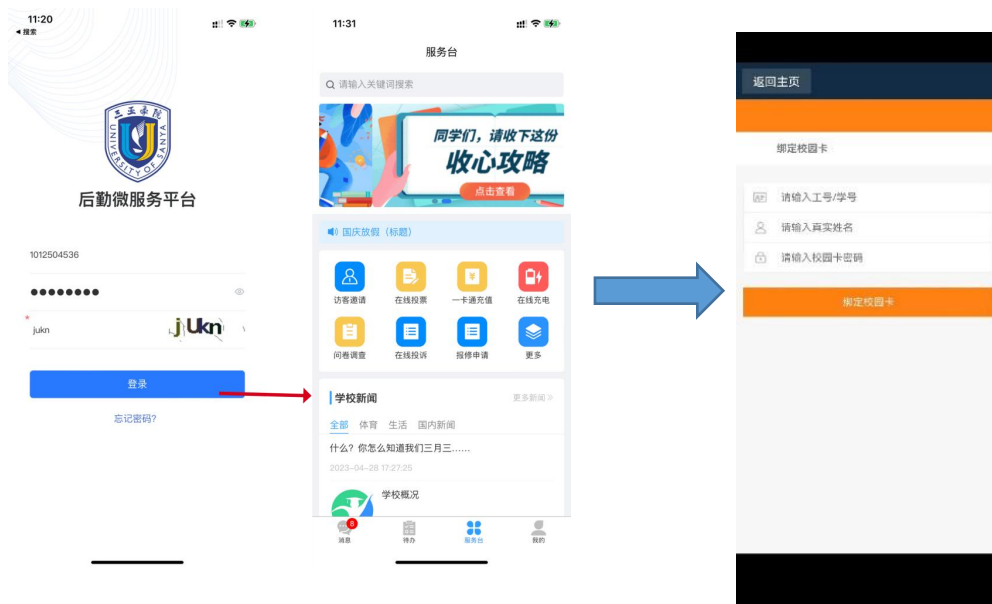 11:20
◀ 搜索
三亚学院
UNIVERSITY OF SANYA
后勤微服务平台
1012504536
●●●●●●●●
* jukn
jUkn
登录
忘记密码?
11:31
服务台
请输入关键词搜索
同学们，请收下这份
收心攻略
点击查看
国庆放假（标题）
访客邀请 在线投票 一卡通充值 在线充电
问卷调查 在线投诉 报修申请 更多
学校新闻 更多新闻
全部 体育 生活 国内新闻
什么？你怎么知道我们三月三……
2023-04-28 17:27:25
学校概况
8
消息 待办 服务台 我的
返回主页
绑定校园卡
请输入工号/学号
请输入真实姓名
请输入校园卡密码
绑定校园卡